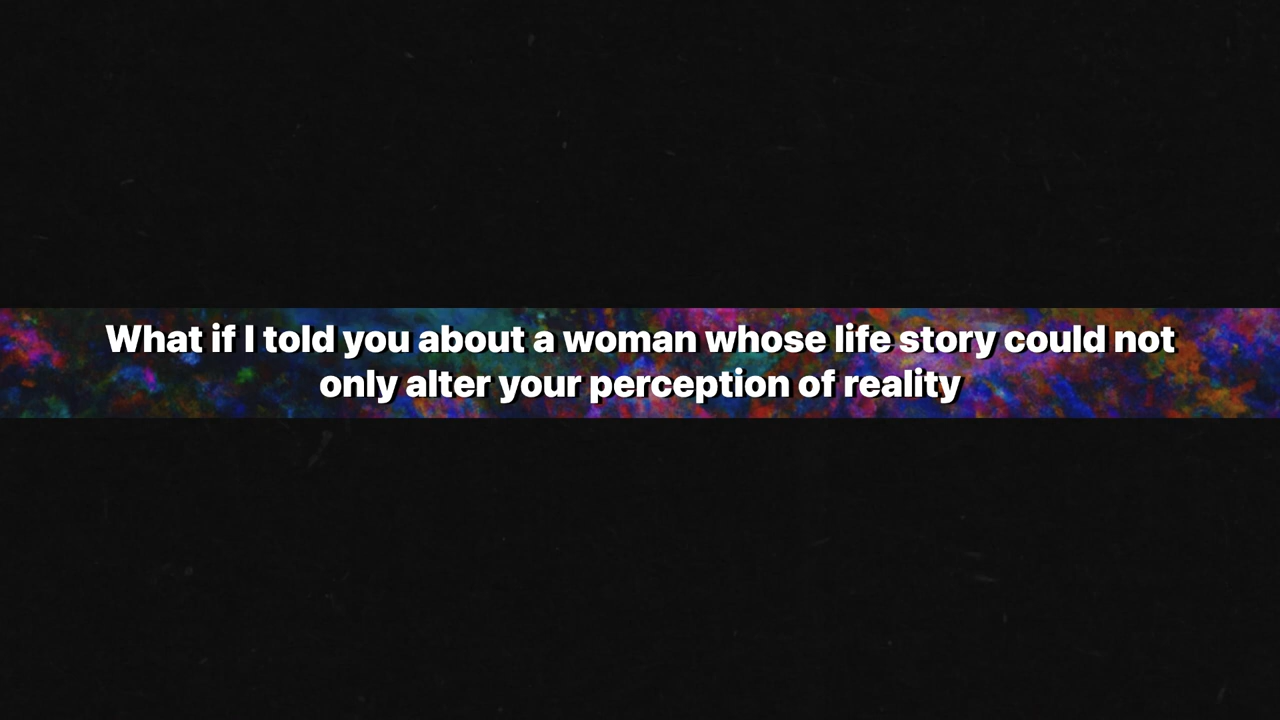 What if I told you about a woman whose life story could not
only alter your perception of reality